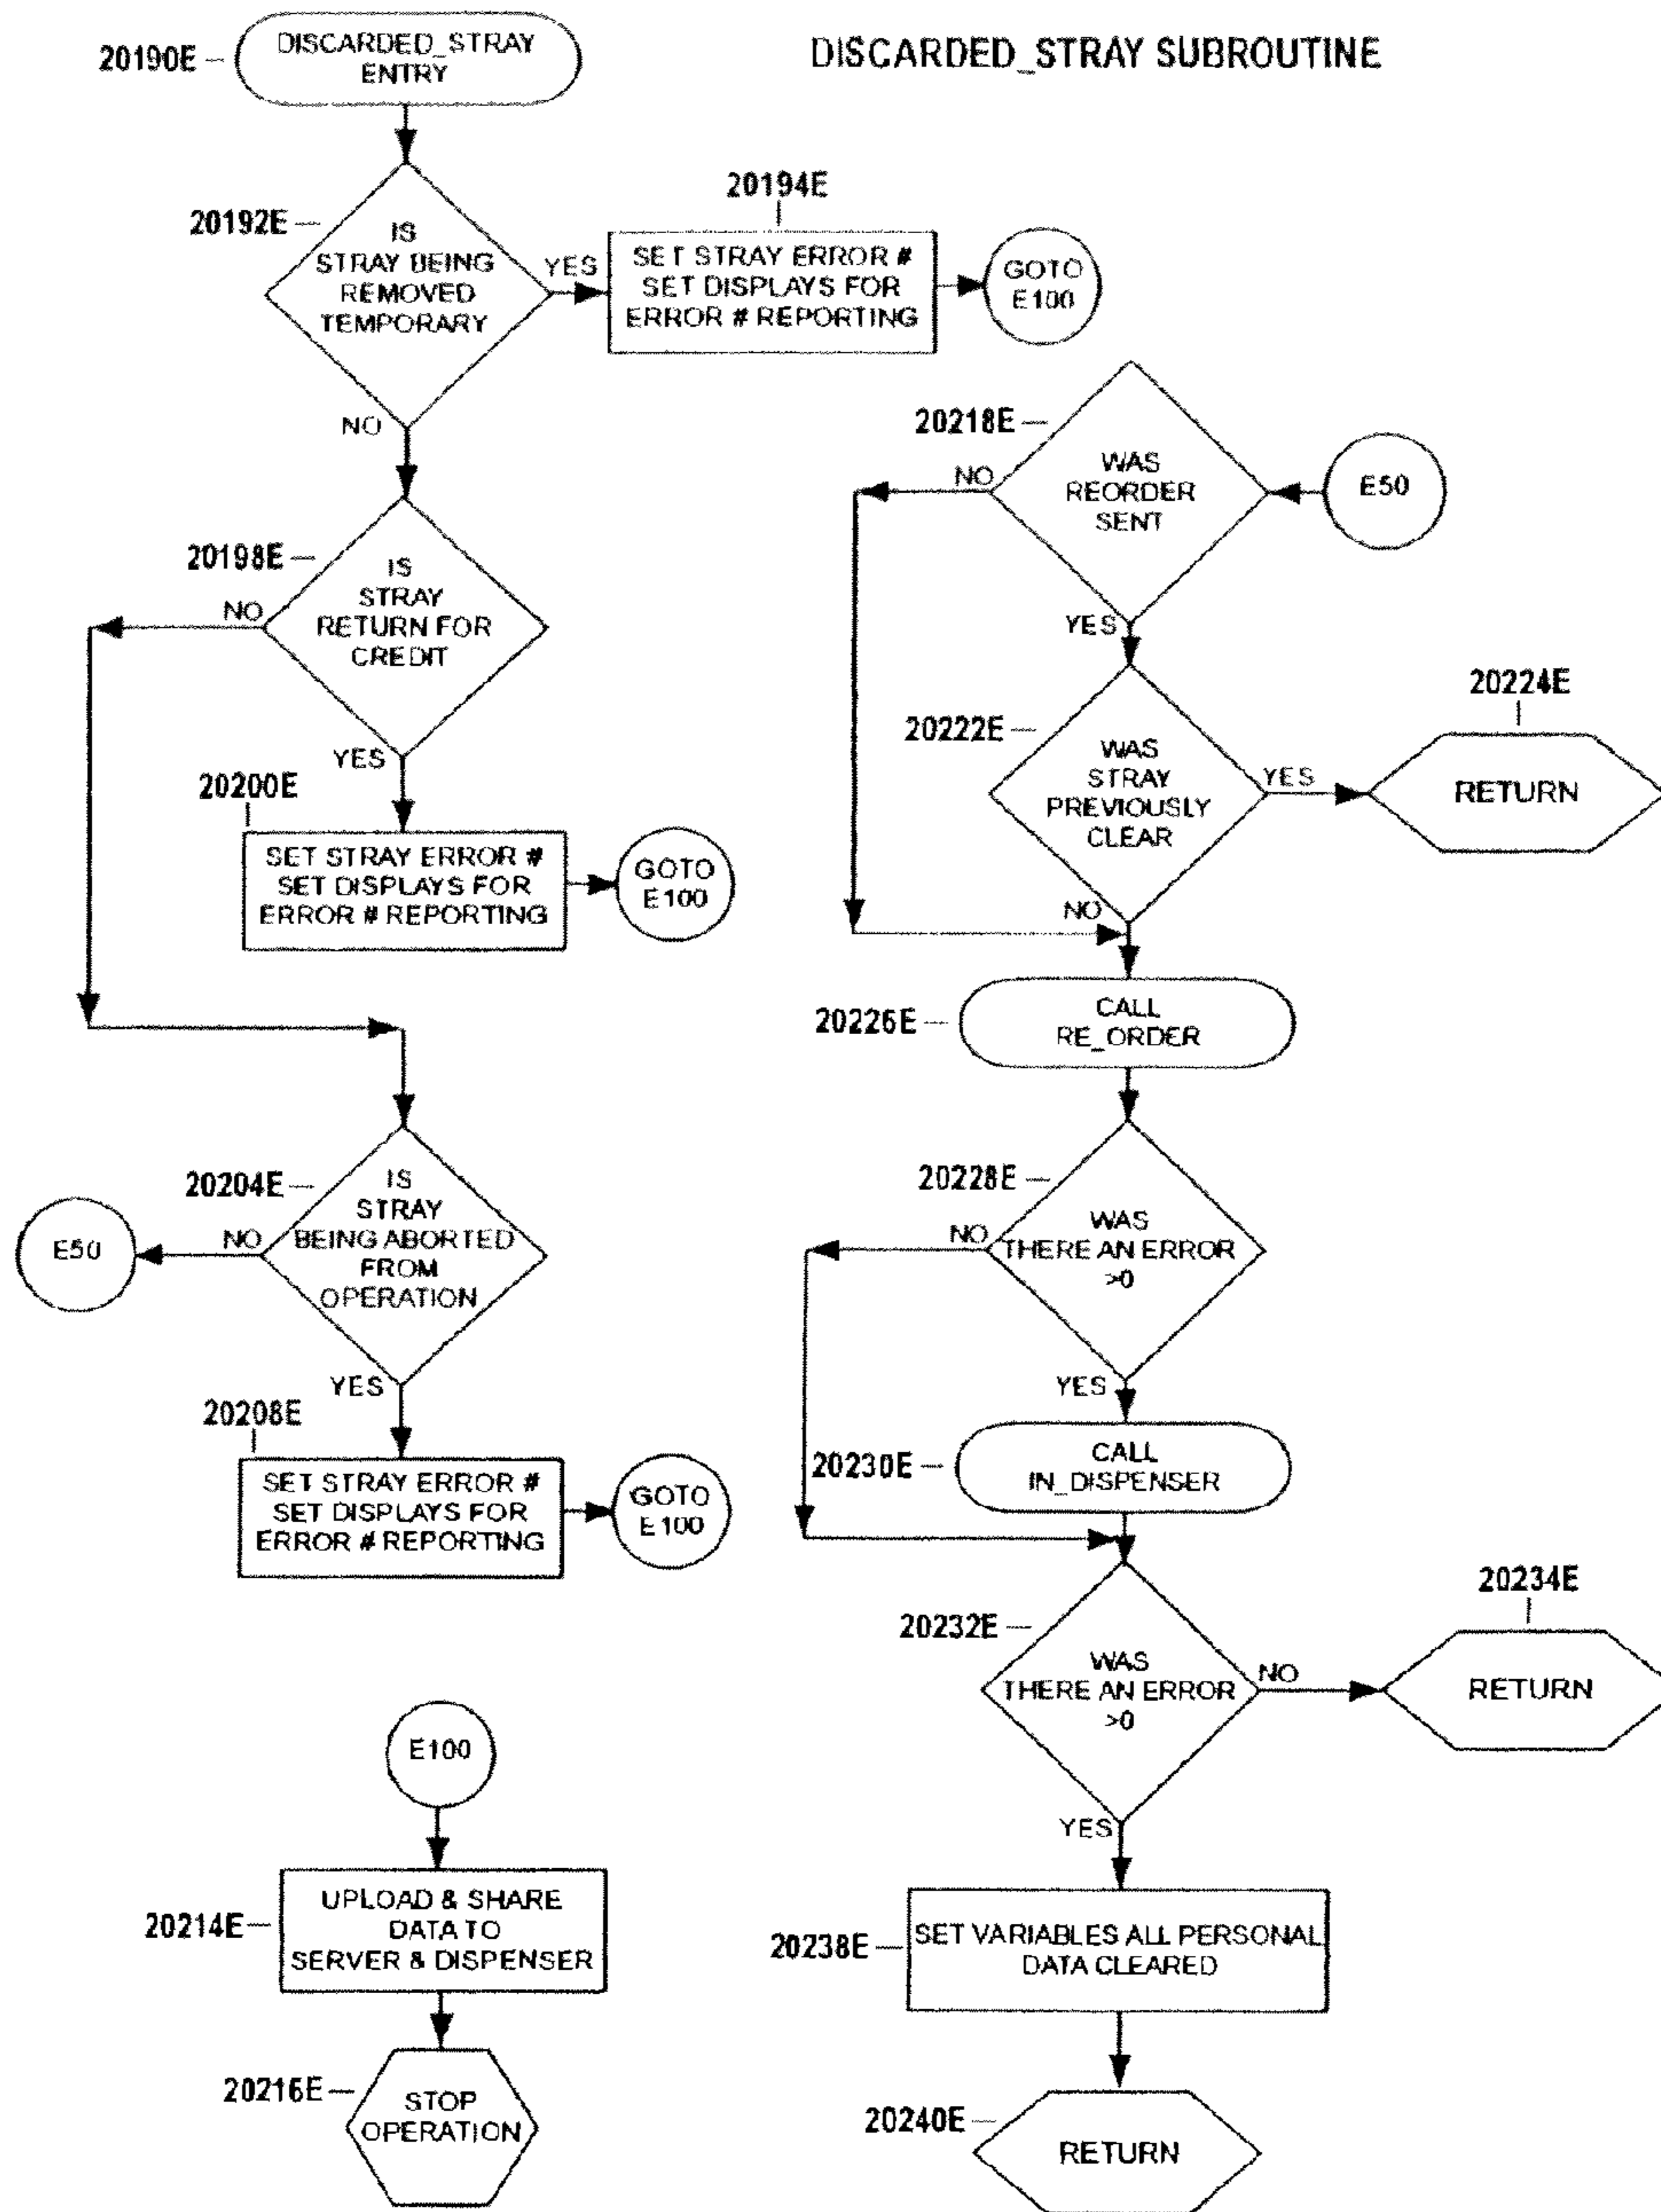 DISCARDED_STRAY SUBROUTINE
20190E
DISCARDED_STRAY
ENTRY
20192E
IS
STRAY BEING
REMOVED
TEMPORARY
YES
NO
20194E
SET STRAY ERROR #
SET DISPLAYS FOR
ERROR # REPORTING
GOTO
E100
20198E
IS
STRAY
RETURN FOR
CREDIT
NO
YES
20200E
SET STRAY ERROR #
SET DISPLAYS FOR
ERROR # REPORTING
GOTO
E100
20204E
IS
STRAY
BEING ABORTED
FROM
OPERATION
NO
E50
YES
20208E
SET STRAY ERROR #
SET DISPLAYS FOR
ERROR # REPORTING
GOTO
E100
E100
20214E
UPLOAD & SHARE
DATA TO
SERVER & DISPENSER
20216E
STOP
OPERATION
E50
20218E
WAS
REORDER
SENT
NO
YES
20222E
WAS
STRAY
PREVIOUSLY
CLEAR
YES
20224E
RETURN
NO
20226E
CALL
RE_ORDER
20228E
WAS
THERE AN ERROR
>0
NO
YES
20230E
CALL
IN_DISPENSER
20232E
WAS
THERE AN ERROR
>0
NO
20234E
RETURN
YES
20238E
SET VARIABLES ALL PERSONAL
DATA CLEARED
20240E
RETURN